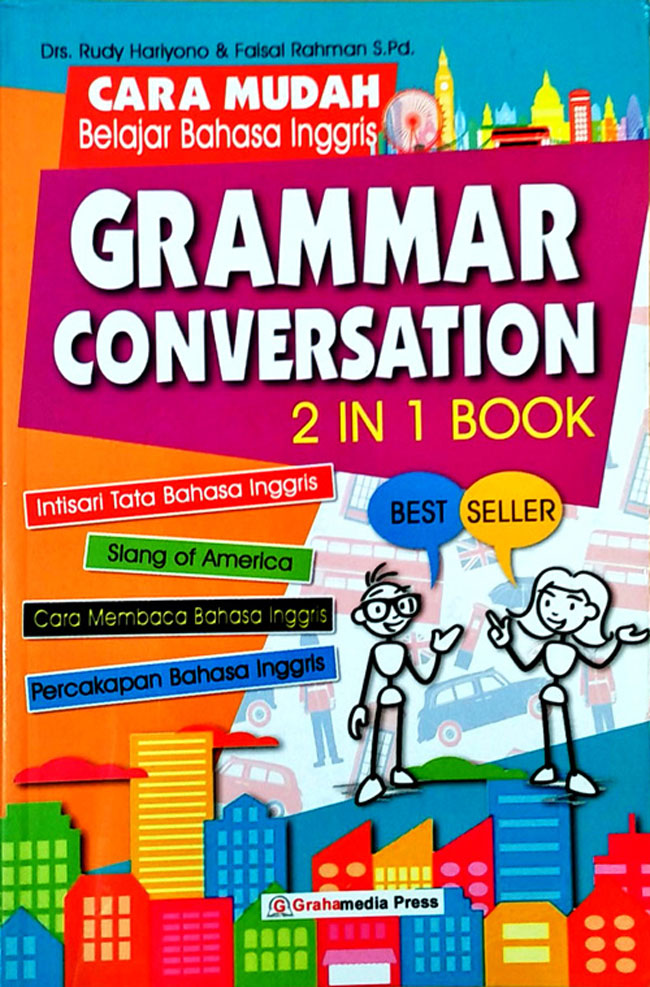 Drs. Rudy Hariyono & Faisal Rahman S.Pd.
CARA MUDAH
Belajar Bahasa Inggris
GRAMMAR
CONVERSATION
2 IN 1 BOOK
Intisari Tata Bahasa Inggris
BEST SELLER
Slang of America
Cara Membaca Bahasa Inggris
Percakapan Bahasa Inggris
G Grahamedia Press